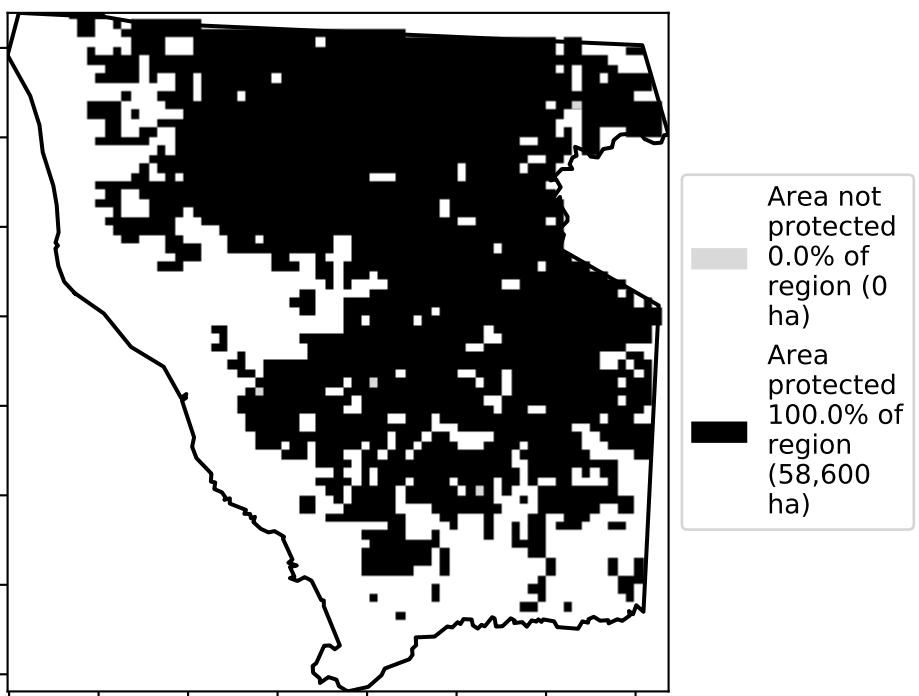 Area not
protected
0.0% of
region (0
ha)
Area
protected
100.0% of
region
(58,600
ha)